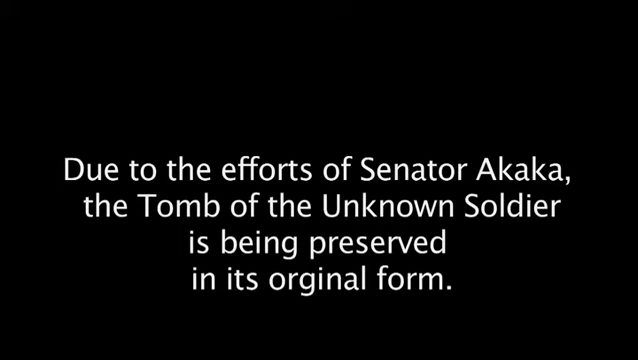 Due to the efforts of Senator Akaka,
the Tomb of the Unknown Soldier
is being preserved
in its orginal form.